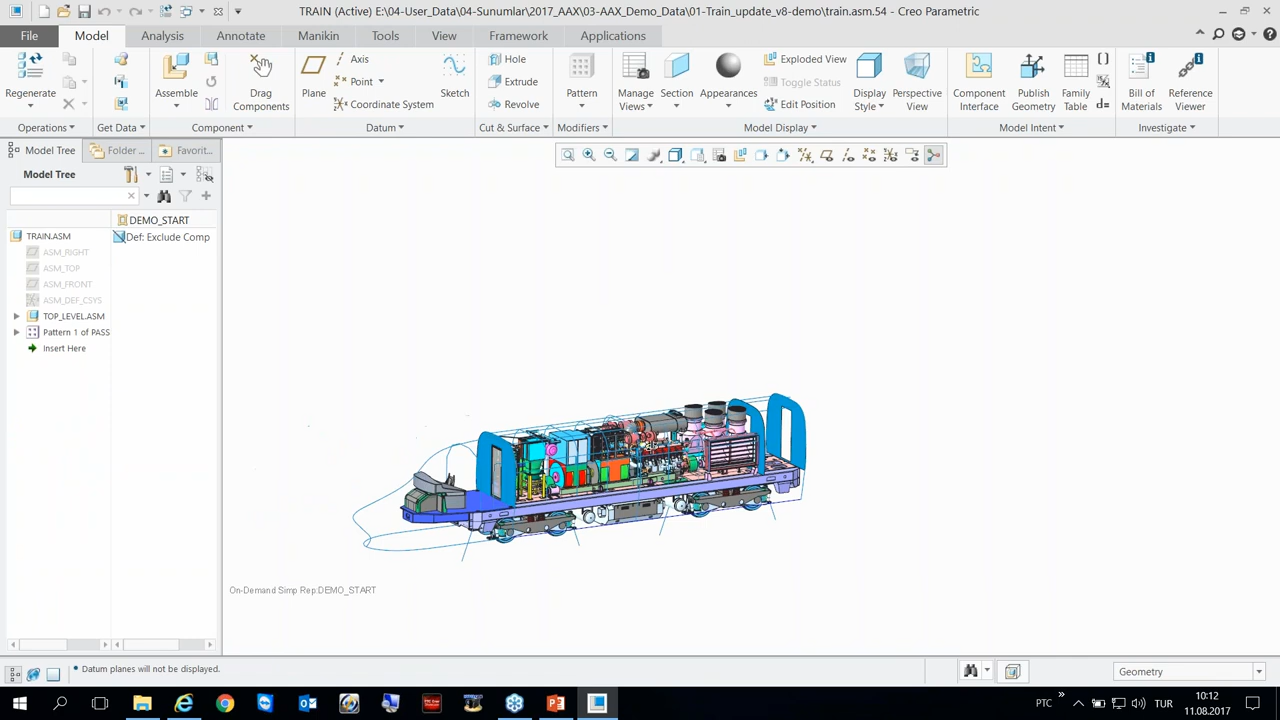 TRAIN (Active) E:\04-User_Data\04-Sunumlar\2017_AAX\03-AAX_Demo_Data\01-Train_update_v8-demo\train.asm.54 - Creo Parametric
File Model Analysis Annotate Manikin Tools View Framework Applications
Regenerate
Assemble
Drag Components
Plane
Axis
Point
Coordinate System
Sketch
Hole
Extrude
Revolve
Pattern
Manage Views
Section
Appearances
Exploded View
Toggle Status
Edit Position
Display Style
Perspective View
Component Interface
Publish Geometry
Family Table
Bill of Materials
Reference Viewer
Operations Get Data Component Datum Cut & Surface Modifiers Model Display Model Intent Investigate
Model Tree Folder ... Favorit...
Model Tree
DEMO_START
TRAIN.ASM Def: Exclude Comp
ASM_RIGHT
ASM_TOP
ASM_FRONT
ASM_DEF_CSYS
TOP_LEVEL.ASM
Pattern 1 of PASS
Insert Here
On-Demand Simp Rep:DEMO_START
Datum planes will not be displayed.
Geometry
PTC TUR 10:12
11.08.2017